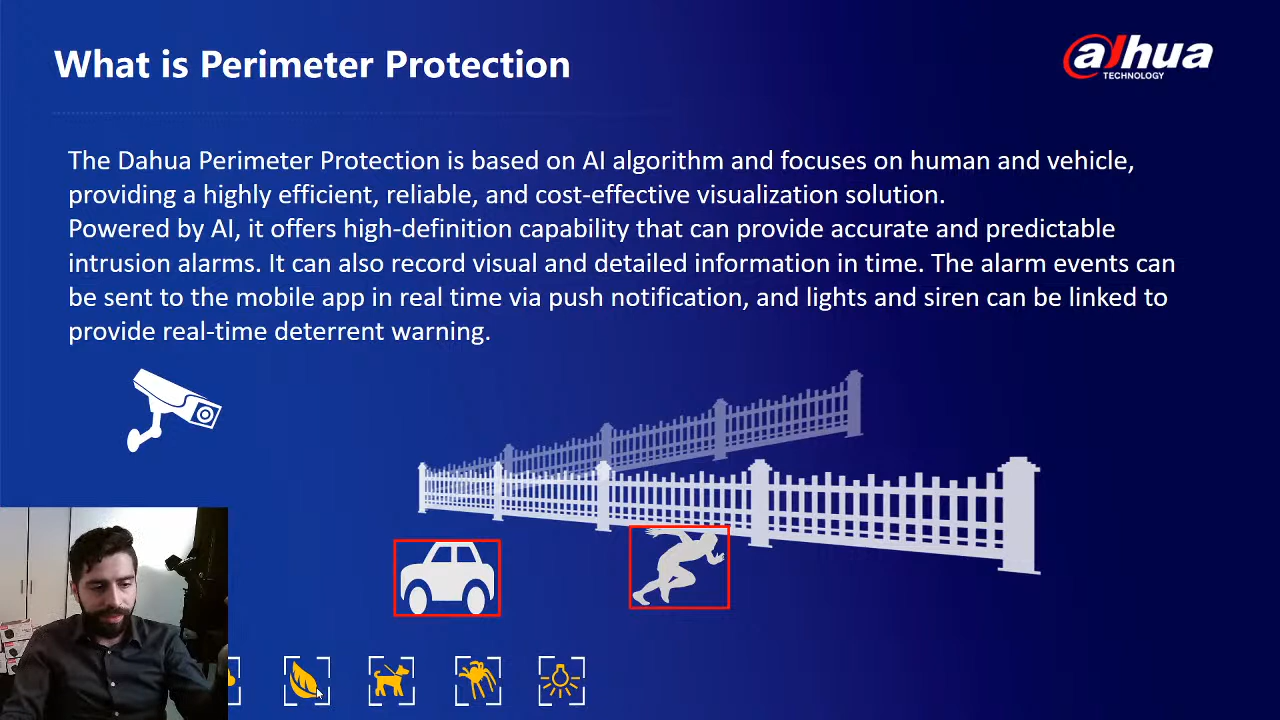 What is Perimeter Protection
alhua
TECHNOLOGY
The Dahua Perimeter Protection is based on AI algorithm and focuses on human and vehicle,
providing a highly efficient, reliable, and cost-effective visualization solution.
Powered by AI, it offers high-definition capability that can provide accurate and predictable
intrusion alarms. It can also record visual and detailed information in time. The alarm events can
be sent to the mobile app in real time via push notification, and lights and siren can be linked to
provide real-time deterrent warning.